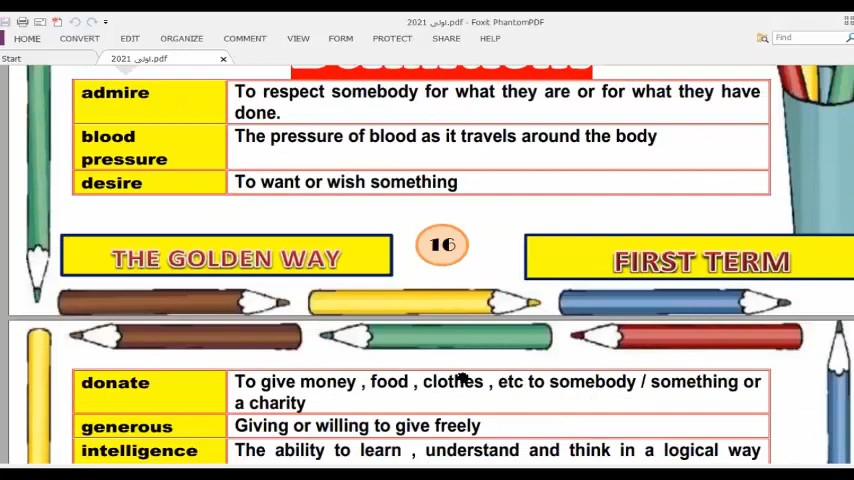 2021 اولى.pdf - Foxit PhantomPDF
HOME CONVERT EDIT ORGANIZE COMMENT VIEW FORM PROTECT SHARE HELP
Find
Start 2021 اولى.pdf
admire To respect somebody for what they are or for what they have
done.
blood The pressure of blood as it travels around the body
pressure
desire To want or wish something
THE GOLDEN WAY 16 FIRST TERM
donate To give money , food , clothes , etc to somebody / something or
a charity
generous Giving or willing to give freely
intelligence The ability to learn , understand and think in a logical way